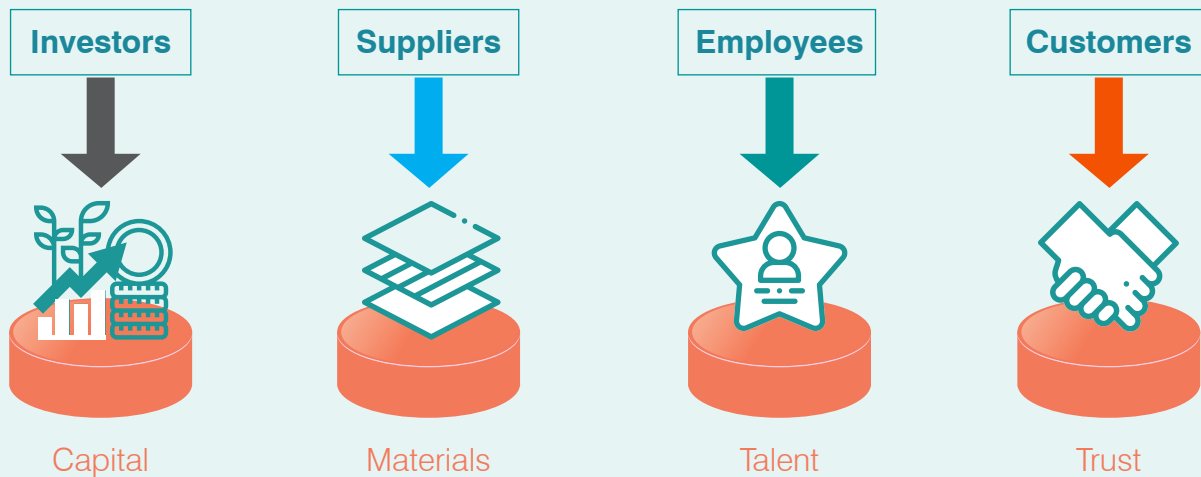 Investors
Suppliers
Employees
Customers
Capital
Materials
Talent
Trust